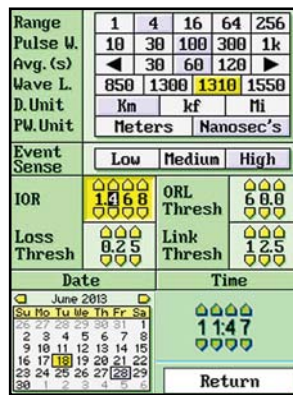 Range 1 4 16 64 256
Pulse W. 10 30 100 300 1k
Avg.(s) 30 60 120
Wave L. 850 1300 1310 1550
D.Unit Km kf Mi
PW.Unit Meters Nanosec's
Event Sense Low Medium High
IOR 1.468
ORL Thresh 60.0
Loss Thresh 0.25
Link Thresh 12.5
Date Time
June 2013
Su Mo Tu We Th Fr Sa
26 27 28 29 30 31 1
2 3 4 5 6 7 8
9 10 11 12 13 14 15
16 17 18 19 20 21 22
23 24 25 26 27 28 29
30 1 2 3 4 5 6
11:47
Return